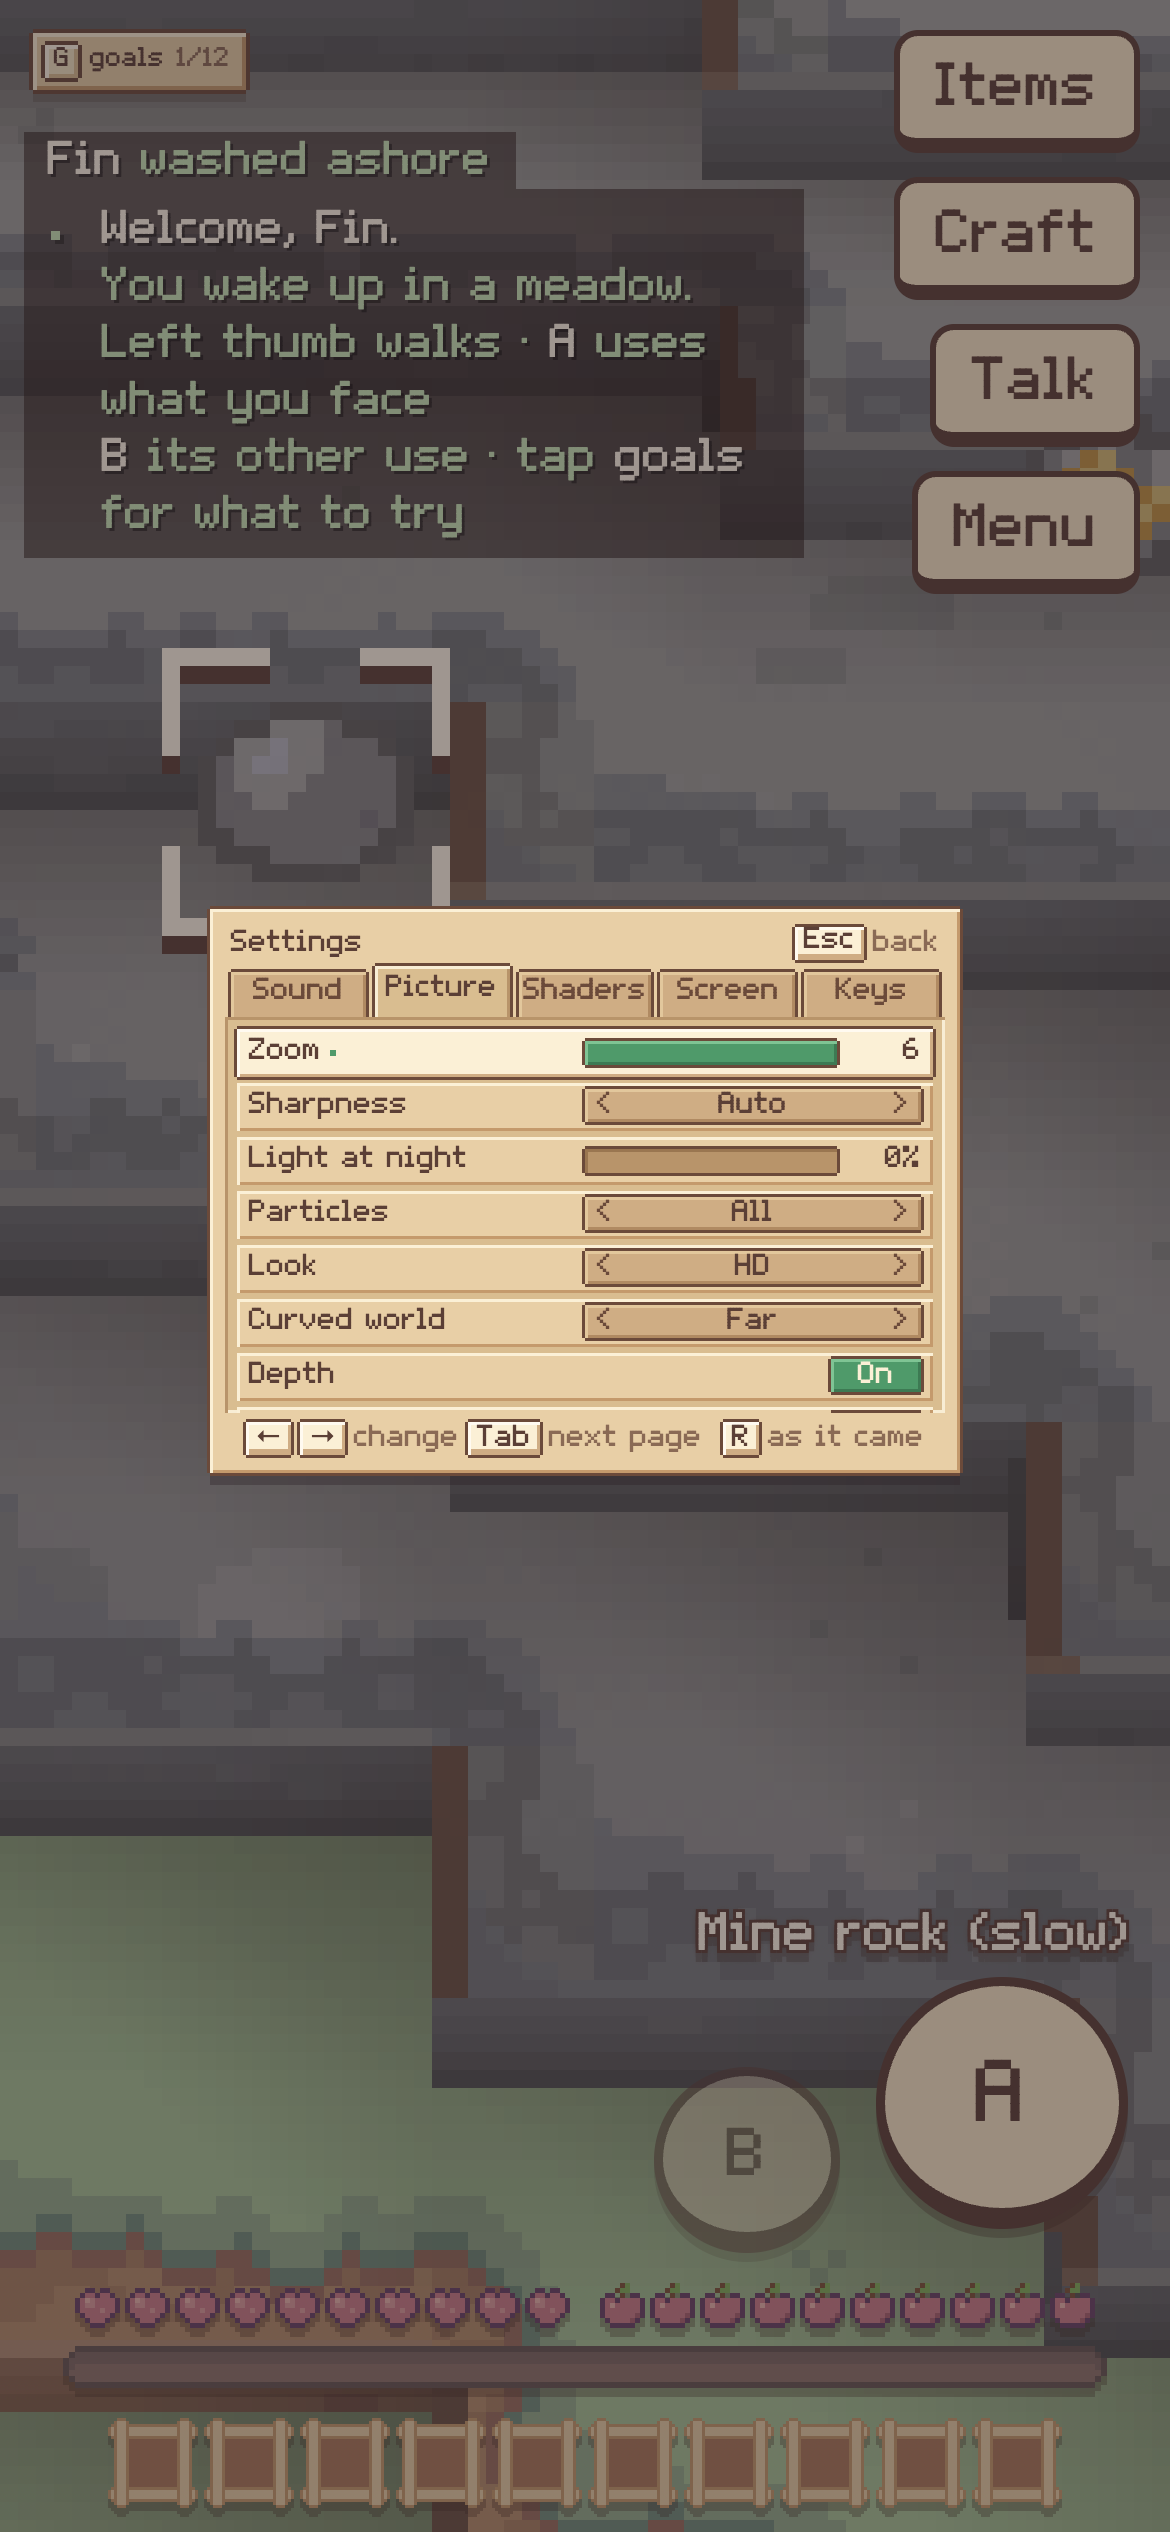 G goals 1/12
Items
Fin washed ashore
Welcome, Fin.
Craft
You wake up in a meadow.
Left thumb walks · A uses
what you face
Talk
B its other use · tap goals
for what to try
Menu
Settings
Esc back
Sound Picture Shaders Screen Keys
Zoom 6
Sharpness < Auto >
Light at night 0%
Particles < All >
Look < HD >
Curved world < Far >
Depth On
← → change Tab next page R as it came
Mine rock (slow)
A
B